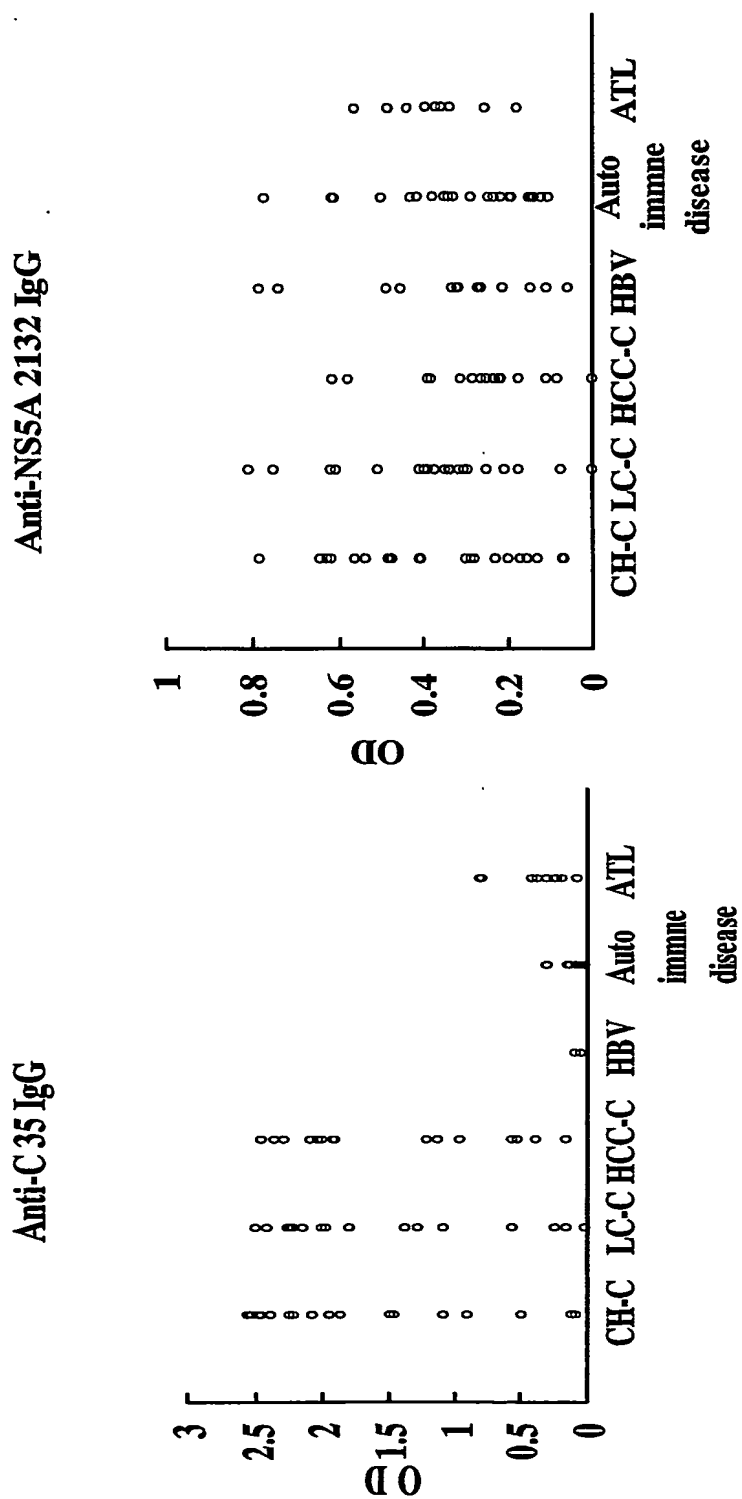 Anti-C35 IgG
OD
3
2.5
2
1.5
1
0.5
0
CH-C LC-C HCC-C HBV Auto ATL
immne
disease
Anti-NS5A 2132 IgG
OD
1
0.8
0.6
0.4
0.2
0
CH-C LC-C HCC-C HBV Auto ATL
immne
disease